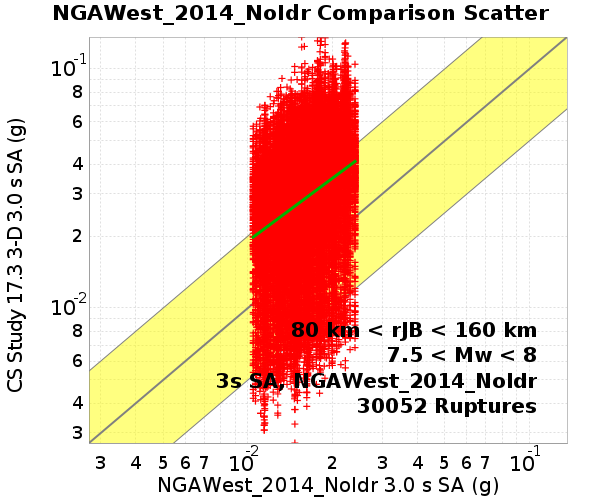 NGAWest_2014_NoIdr Comparison Scatter
CS Study 17.3 3-D 3.0 s SA (g)
10-1
8
6
4
3
2
10-2
8
6
4
3
80 km < rJB < 160 km
7.5 < Mw < 8
3s SA, NGAWest_2014_NoIdr
30052 Ruptures
3 4 5 6 7 10-2 2 3 4 5 6 7 10-1
NGAWest_2014_NoIdr 3.0 s SA (g)